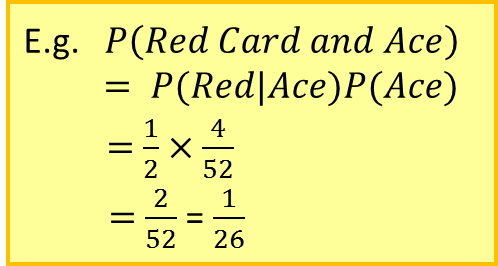 E.g. P(Red Card and Ace)
= P(Red|Ace)P(Ace)
= 1/2 × 4/52
= 2/52 = 1/26